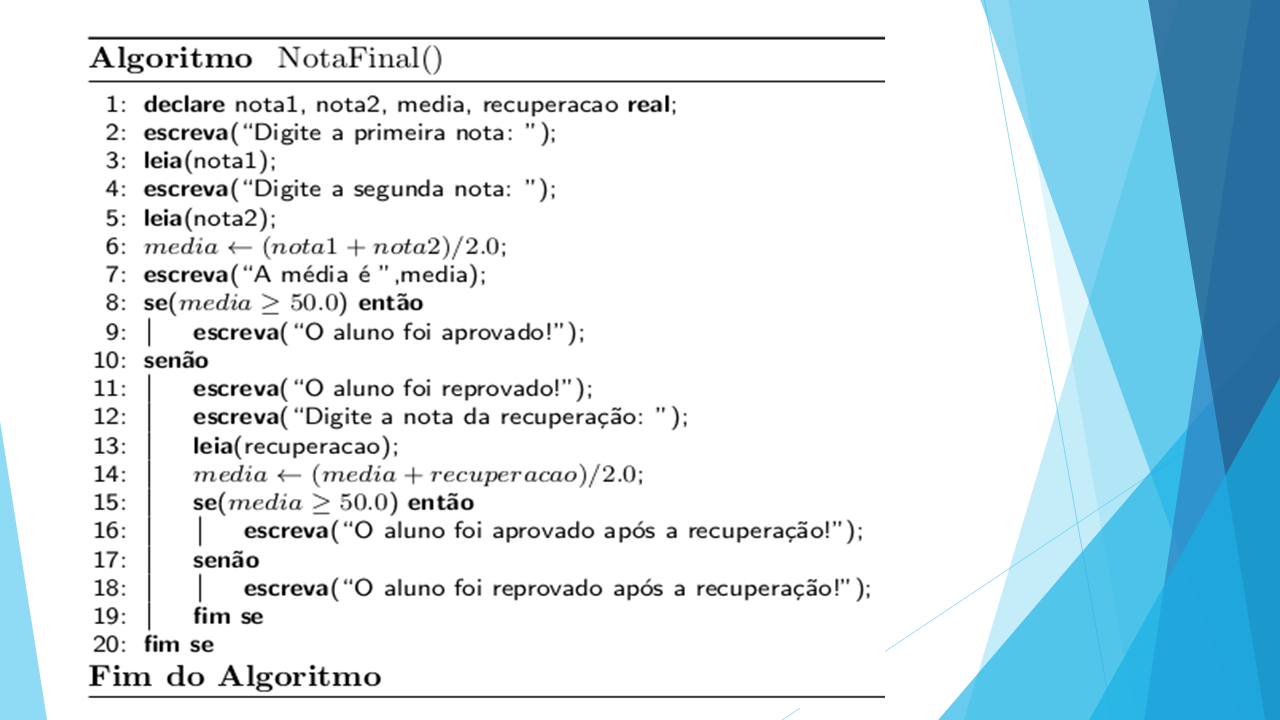 Algoritmo NotaFinal()
1: declare nota1, nota2, media, recuperacao real;
2: escreva(“Digite a primeira nota: ”);
3: leia(nota1);
4: escreva(“Digite a segunda nota: ”);
5: leia(nota2);
6: media ← (nota1 + nota2)/2.0;
7: escreva(“A média é ”,media);
8: se(media ≥ 50.0) então
9: escreva(“O aluno foi aprovado!”);
10: senão
11: escreva(“O aluno foi reprovado!”);
12: escreva(“Digite a nota da recuperação: ”);
13: leia(recuperacao);
14: media ← (media + recuperacao)/2.0;
15: se(media ≥ 50.0) então
16: escreva(“O aluno foi aprovado após a recuperação!”);
17: senão
18: escreva(“O aluno foi reprovado após a recuperação!”);
19: fim se
20: fim se
Fim do Algoritmo